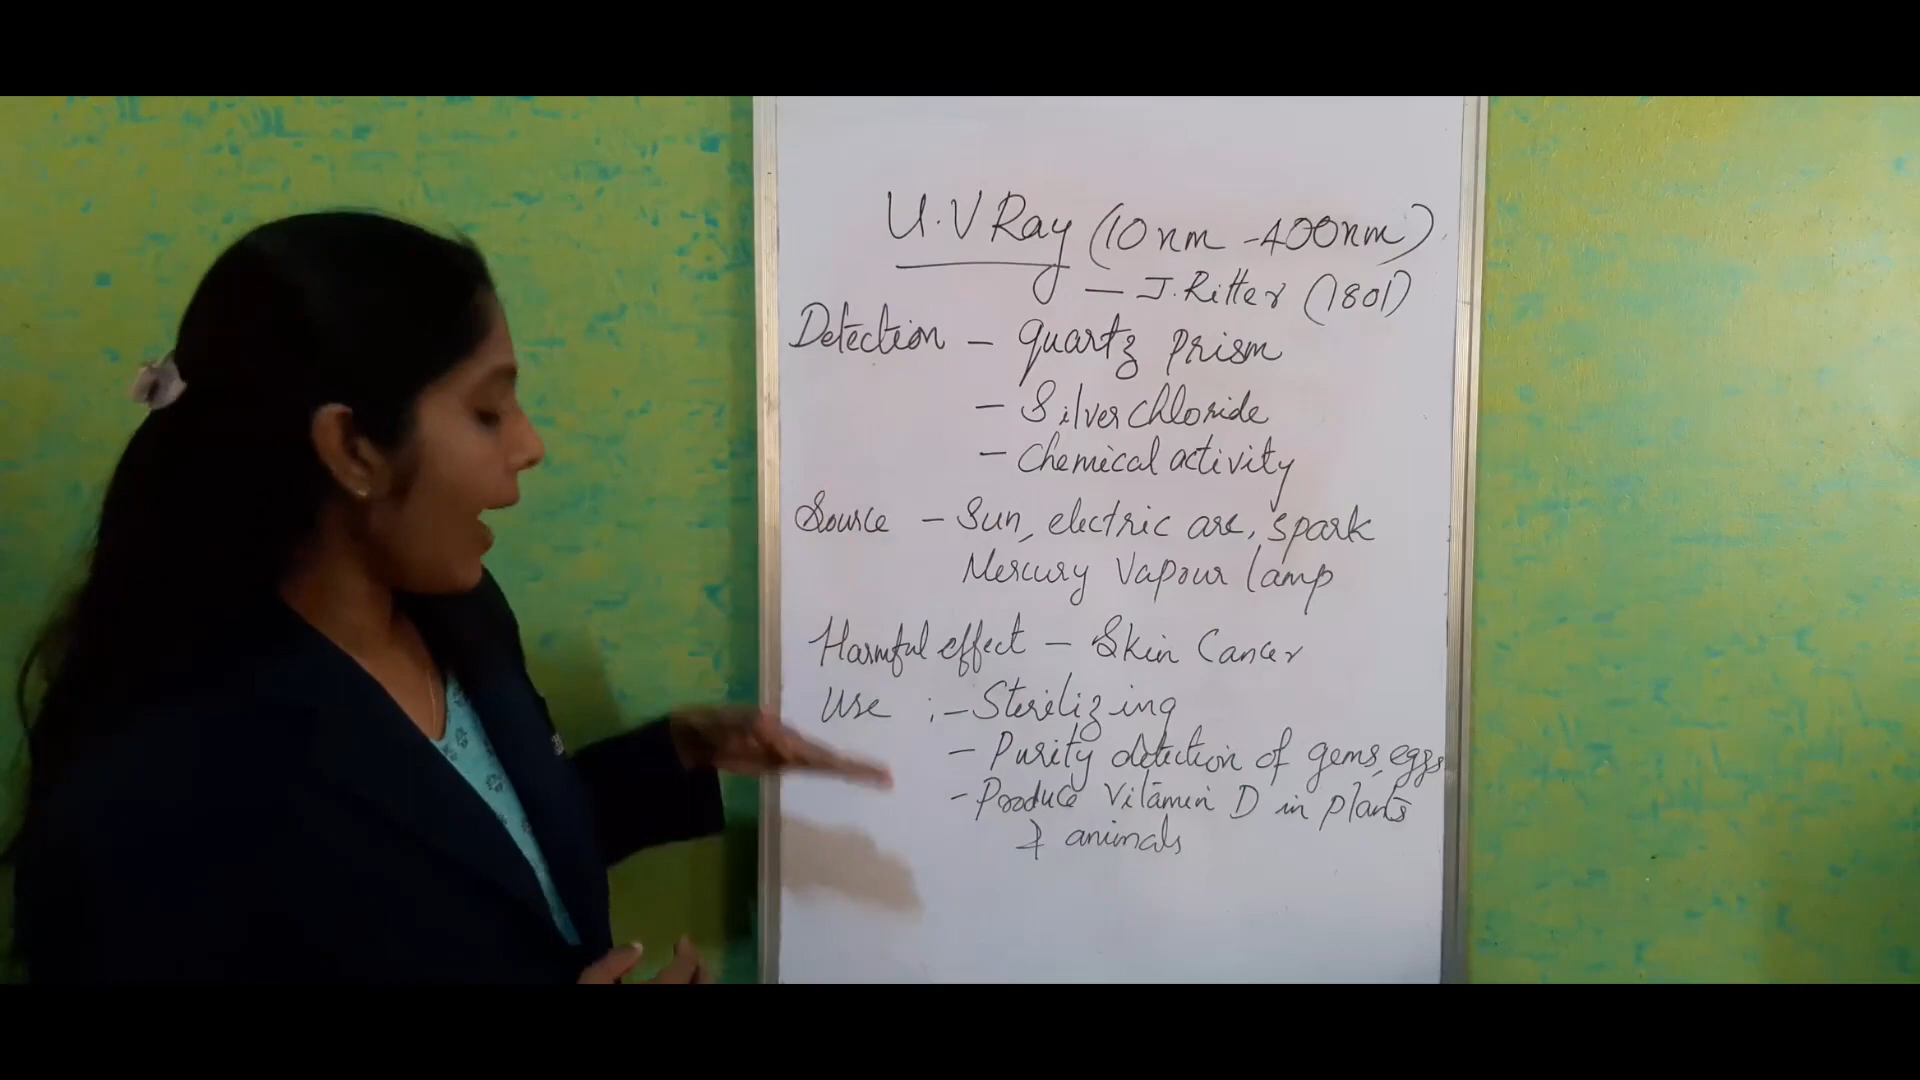 U.V Ray (10nm - 400nm)
— J. Ritter (1801)
Detection — quartz prism
— Silver chloride
— Chemical activity
Source — Sun, electric arc, spark
Mercury Vapour lamp
Harmful effect — Skin Cancer
Use :- Sterilizing
— Purity detection of gems, eggs
- Produce Vitamin D in plants
& animals